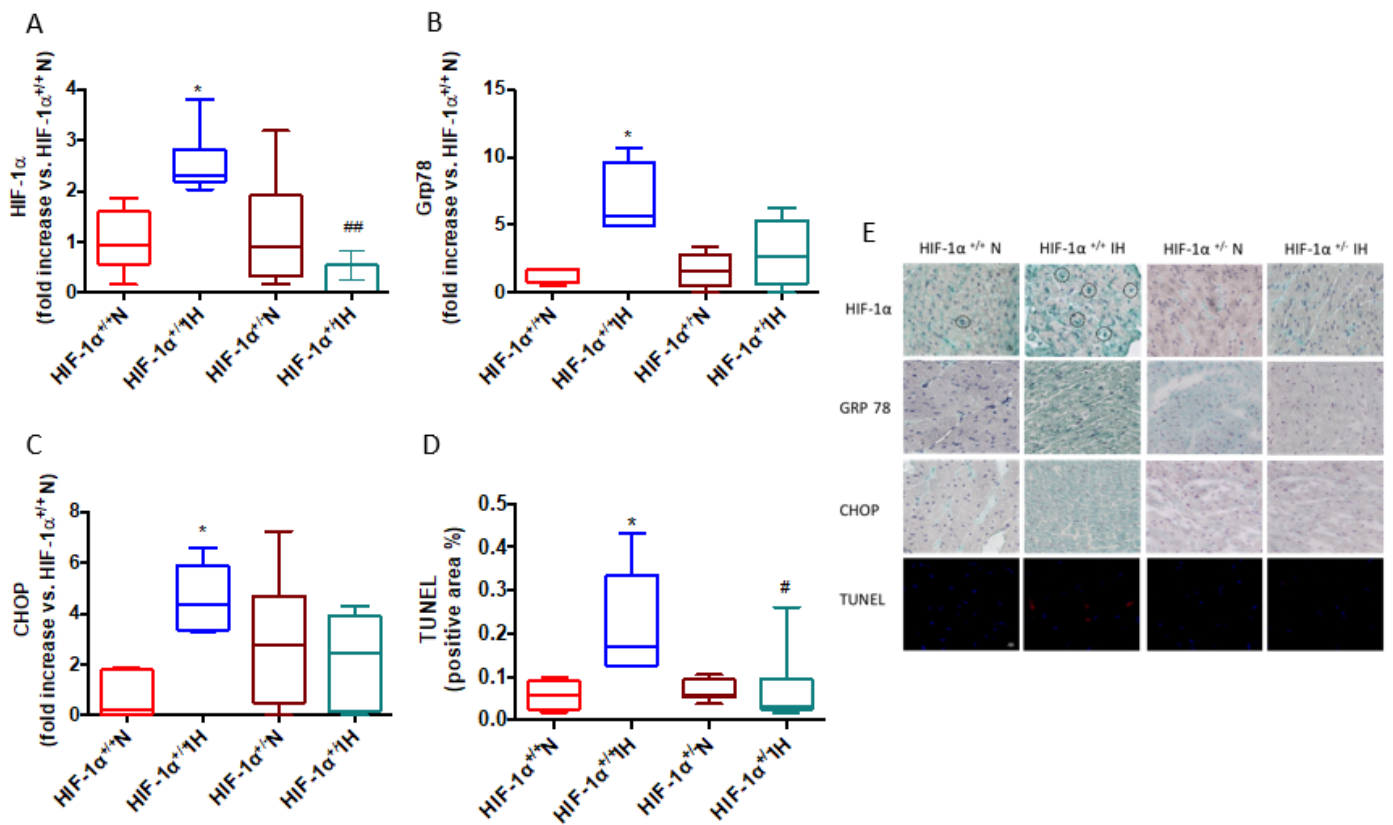 A
HIF-1α
(fold increase vs. HIF-1α+/+ N)
4
3
2
1
0
*
##
HIF-1α+/+N
HIF-1α+/+IH
HIF-1α+/-N
HIF-1α+/-IH
B
Grp78
(fold increase vs. HIF-1α+/+ N)
15
10
5
0
*
HIF-1α+/+N
HIF-1α+/+IH
HIF-1α+/-N
HIF-1α+/-IH
C
CHOP
(fold increase vs. HIF-1α+/+ N)
8
6
4
2
0
*
HIF-1α+/+N
HIF-1α+/+IH
HIF-1α+/-N
HIF-1α+/-IH
D
TUNEL
(positive area %)
0.5
0.4
0.3
0.2
0.1
0.0
*
#
HIF-1α+/+N
HIF-1α+/+IH
HIF-1α+/-N
HIF-1α+/-IH
E
HIF-1α +/+ N HIF-1α +/+ IH HIF-1α +/- N HIF-1α +/- IH
HIF-1α
GRP 78
CHOP
TUNEL